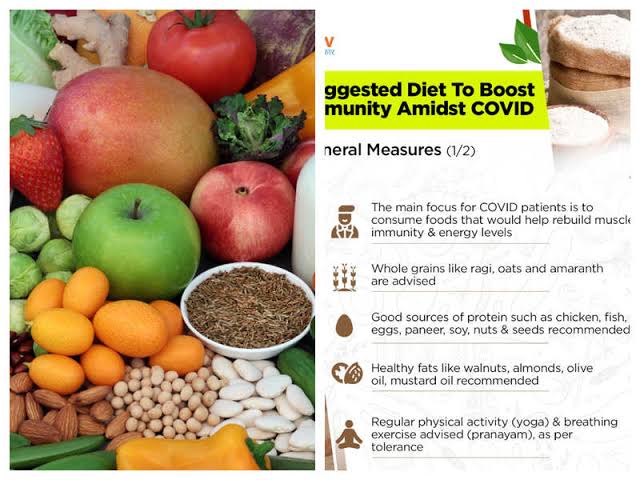 V
ggested Diet To Boost
munity Amidst COVID
neral Measures (1/2)
The main focus for COVID patients is to
consume foods that would help rebuild muscle
immunity & energy levels
Whole grains like ragi, oats and amaranth
are advised
Good sources of protein such as chicken, fish,
eggs, paneer, soy, nuts & seeds recommended
Healthy fats like walnuts, almonds, olive
oil, mustard oil recommended
Regular physical activity (yoga) & breathing
exercise advised (pranayam), as per
tolerance